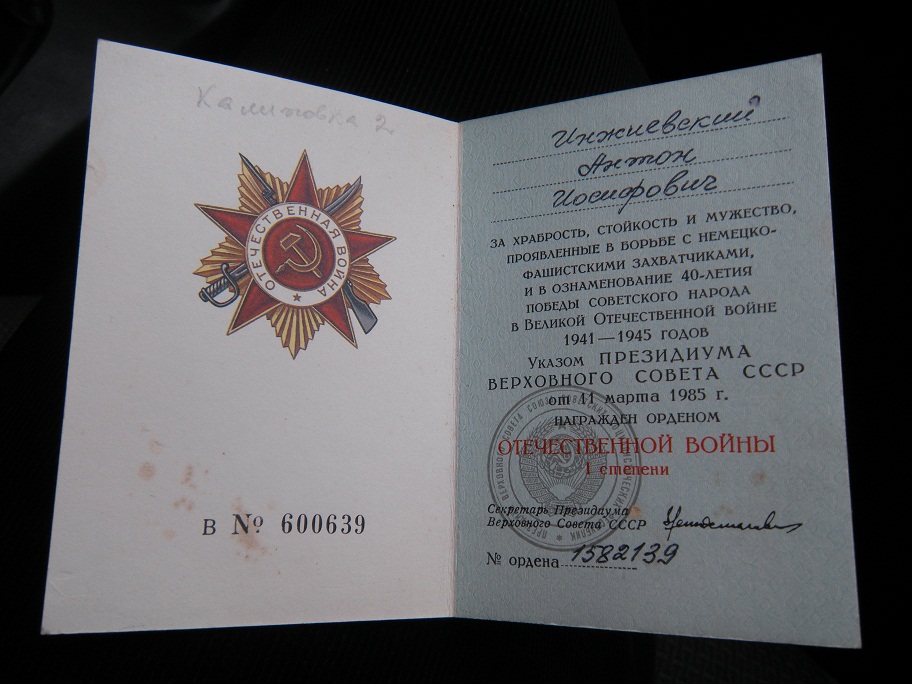 Калиновка 2
ОТЕЧЕСТВЕННАЯ ВОЙНА
В № 600639
Инжиевский
Антон
Иосифович
ЗА ХРАБРОСТЬ, СТОЙКОСТЬ И МУЖЕСТВО,
ПРОЯВЛЕННЫЕ В БОРЬБЕ С НЕМЕЦКО-
ФАШИСТСКИМИ ЗАХВАТЧИКАМИ,
И В ОЗНАМЕНОВАНИЕ 40-ЛЕТИЯ
ПОБЕДЫ СОВЕТСКОГО НАРОДА
В ВЕЛИКОЙ ОТЕЧЕСТВЕННОЙ ВОЙНЕ
1941—1945 ГОДОВ
УКАЗОМ ПРЕЗИДИУМА
ВЕРХОВНОГО СОВЕТА СССР
от 11 марта 1985 г.
НАГРАЖДЕН ОРДЕНОМ
ОТЕЧЕСТВЕННОЙ ВОЙНЫ
I степени
Секретарь Президиума
Верховного Совета СССР
№ ордена 1582139